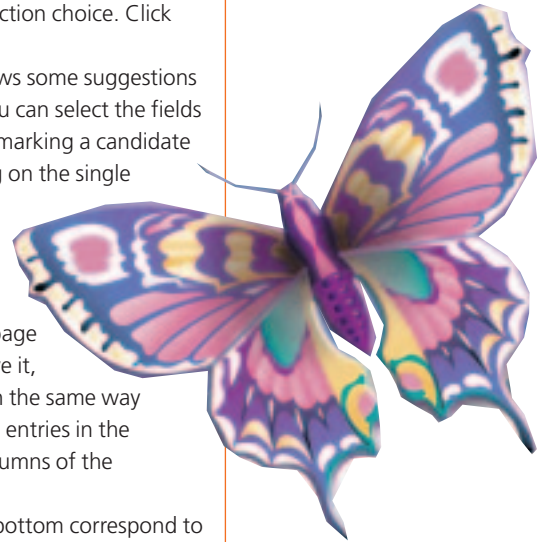 ction choice. Click
ws some suggestions
u can select the fields
marking a candidate
g on the single
page
e it,
n the same way
entries in the
umns of the
bottom correspond to